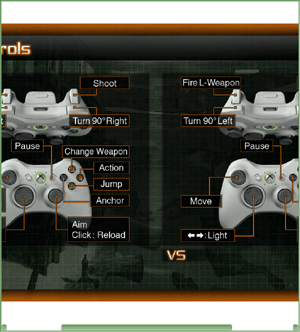 rols
Shoot
Fire L-Weapon
Turn 90° Right
Turn 90° Left
Pause
Pause
Change Weapon
Action
Jump
Anchor
Move
Aim
Click : Reload
⬅ ➡: Light
VS